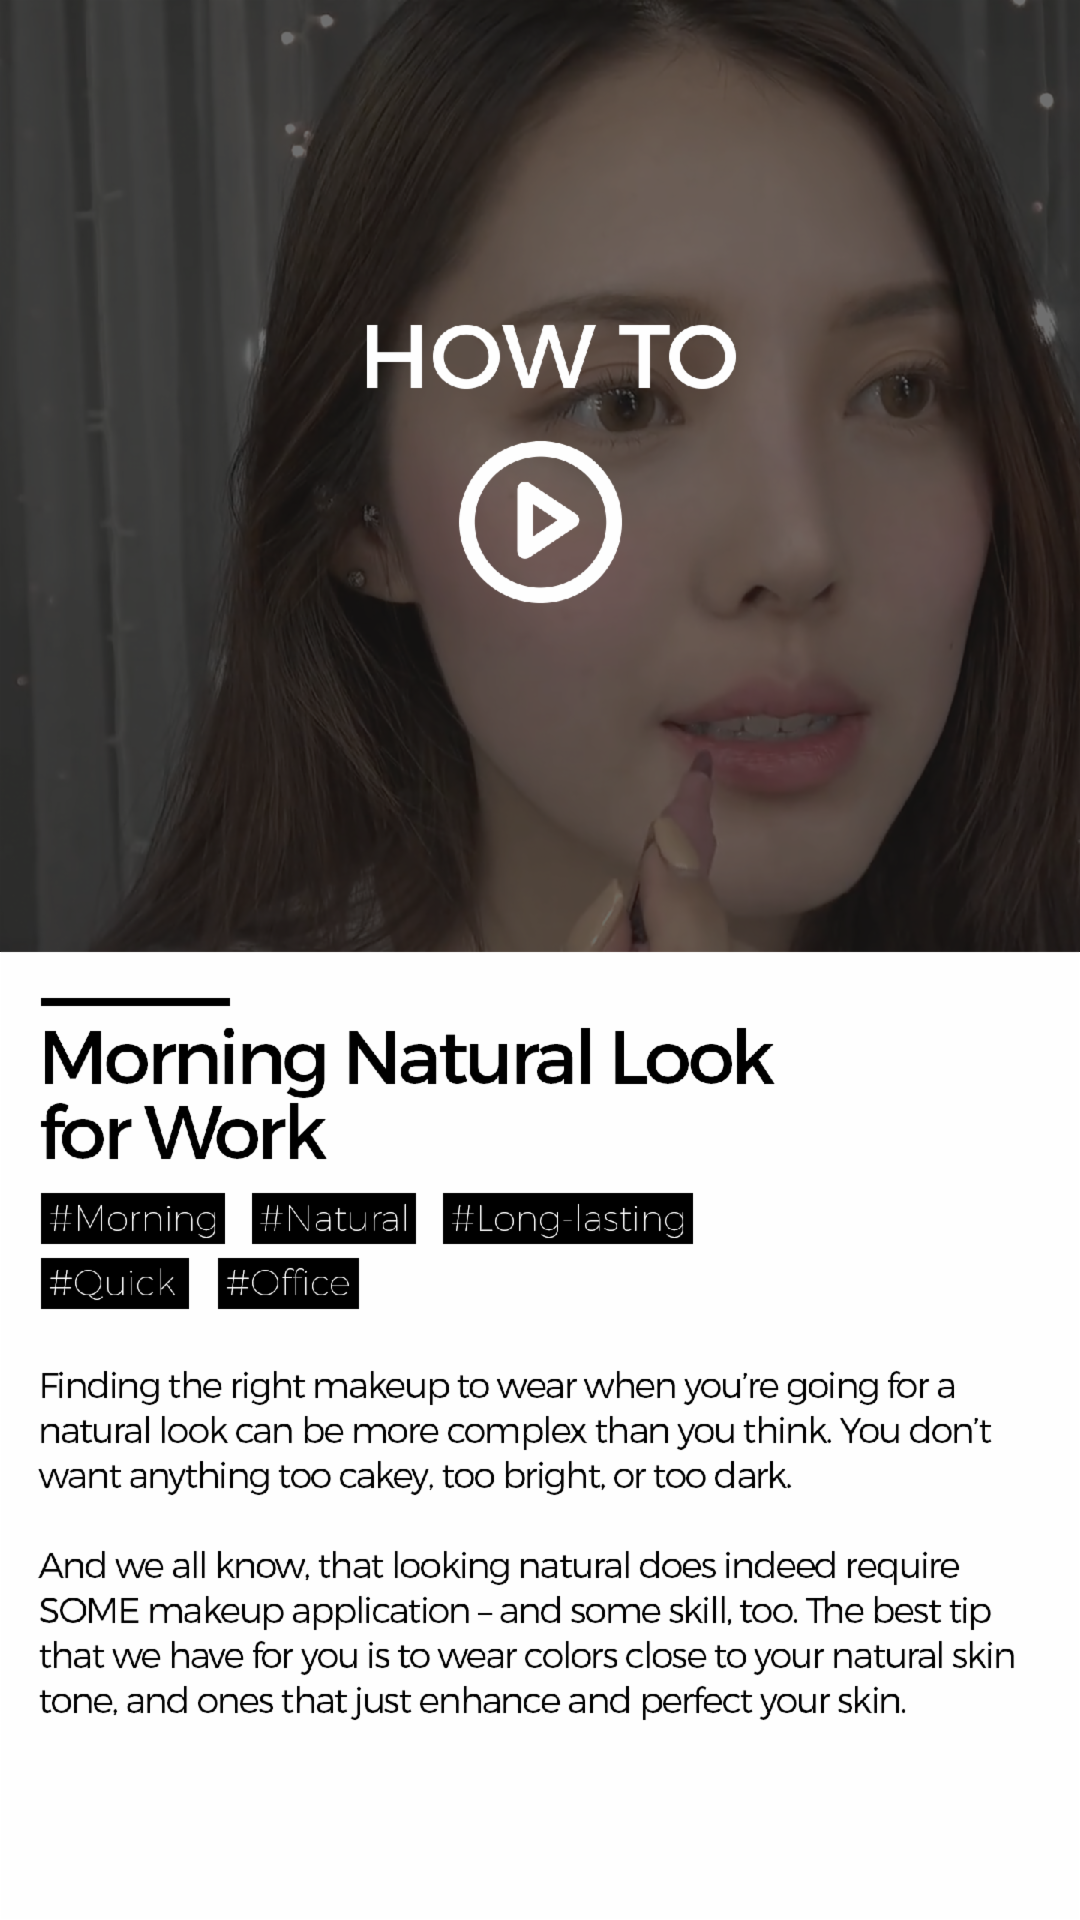 HOW TO
Morning Natural Look
for Work
#Morning #Natural #Long-lasting
#Quick #Office
Finding the right makeup to wear when you’re going for a
natural look can be more complex than you think. You don’t
want anything too cakey, too bright, or too dark.
And we all know, that looking natural does indeed require
SOME makeup application – and some skill, too. The best tip
that we have for you is to wear colors close to your natural skin
tone, and ones that just enhance and perfect your skin.